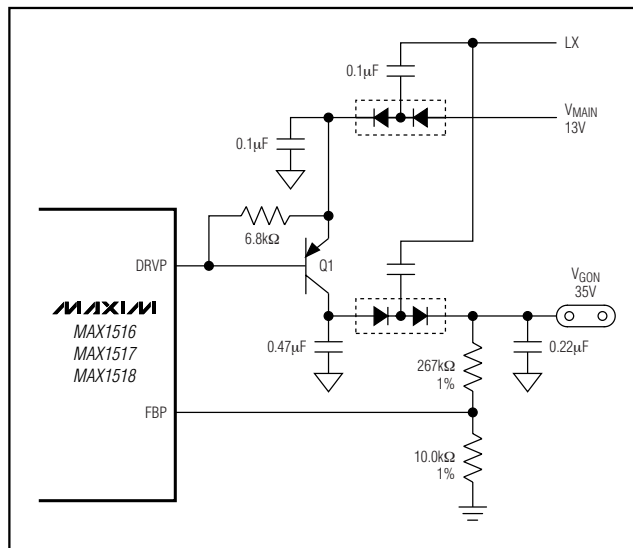 LX
0.1µF
VMAIN
13V
0.1µF
6.8kΩ
DRVP
Q1
VGON
35V
MAXIM
MAX1516
MAX1517
MAX1518
0.47µF
267kΩ
1%
0.22µF
FBP
10.0kΩ
1%